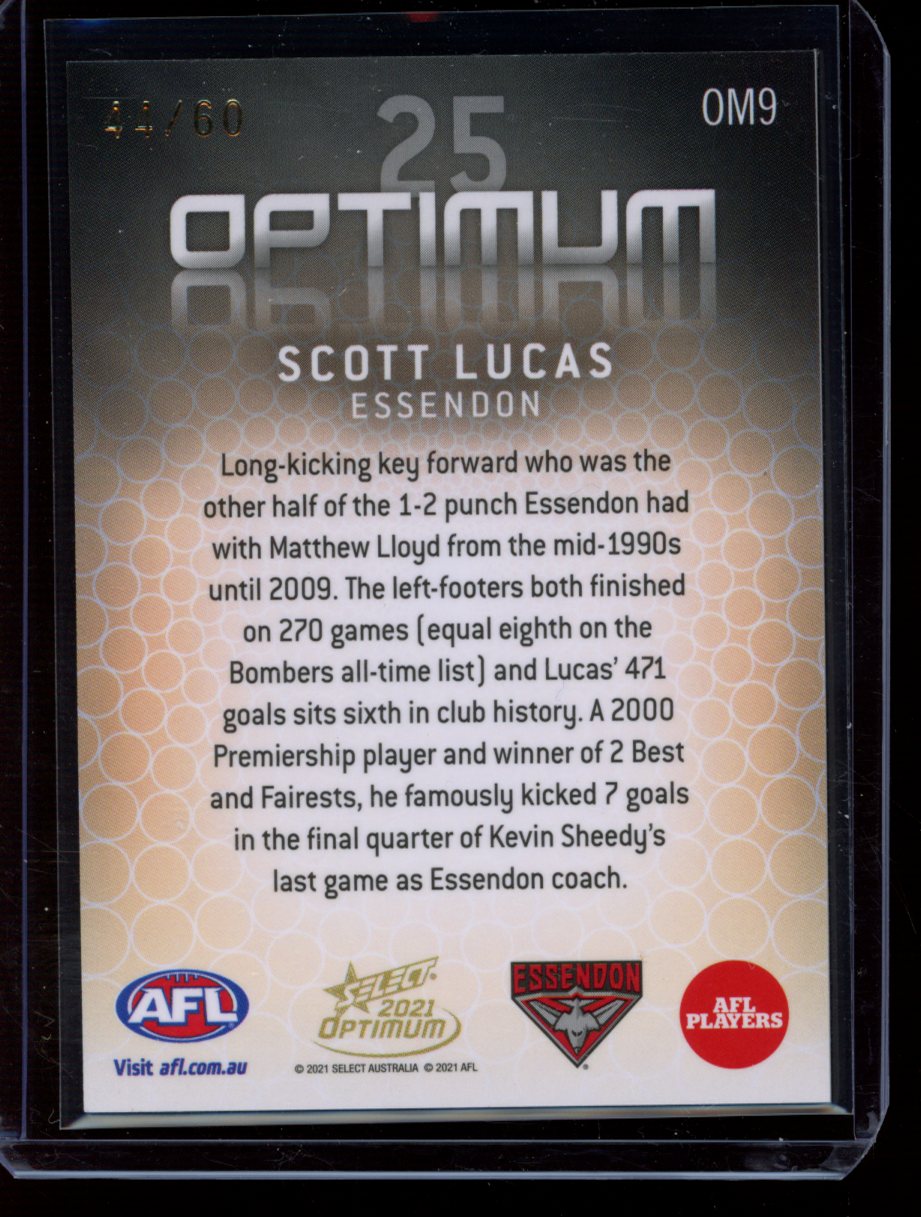 44/60
OM9
25
OPTIMUM
SCOTT LUCAS
ESSENDON
Long-kicking key forward who was the
other half of the 1-2 punch Essendon had
with Matthew Lloyd from the mid-1990s
until 2009. The left-footers both finished
on 270 games (equal eighth on the
Bombers all-time list) and Lucas' 471
goals sits sixth in club history. A 2000
Premiership player and winner of 2 Best
and Fairests, he famously kicked 7 goals
in the final quarter of Kevin Sheedy's
last game as Essendon coach.
AFL
Visit afl.com.au
SELECT
2021
OPTIMUM
© 2021 SELECT AUSTRALIA © 2021 AFL
ESSENDON
AFL
PLAYERS